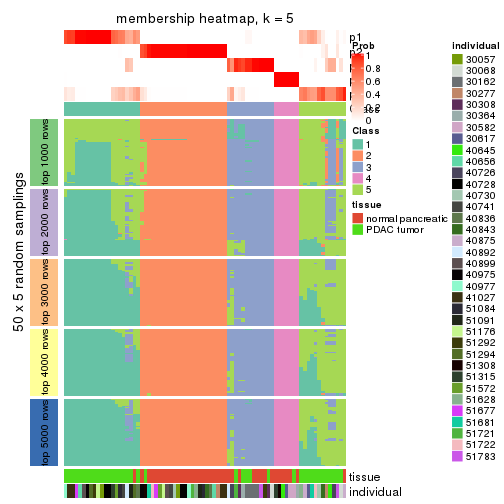 membership heatmap, k = 5
p1
p2
Prob
1
0.8
0.6
0.4
0.2
0
Class
1
2
3
4
5
tissue
normal pancreatic
PDAC tumor
individual
30057
30068
30162
30277
30308
30364
30582
30617
40645
40656
40726
40728
40730
40741
40836
40843
40875
40892
40899
40975
40977
41027
51084
51091
51176
51292
51294
51308
51315
51572
51628
51677
51681
51721
51722
51783
50 x 5 random samplings
top 1000 rows
top 2000 rows
top 3000 rows
top 4000 rows
top 5000 rows
tissue
individual